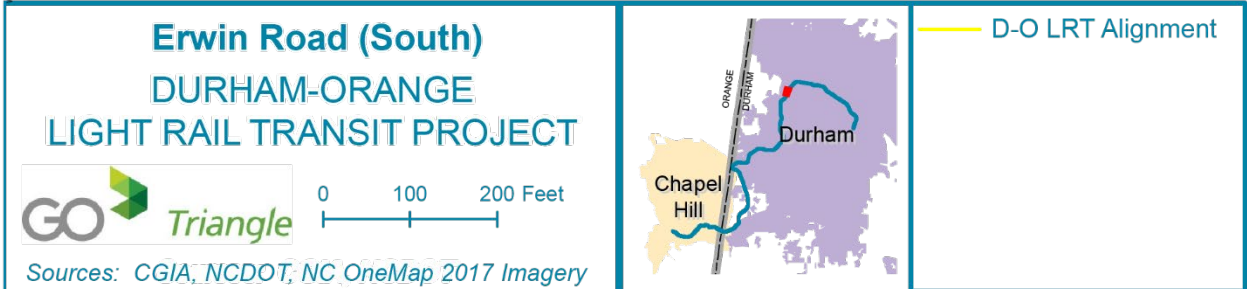 Erwin Road (South)
DURHAM-ORANGE
LIGHT RAIL TRANSIT PROJECT
GO Triangle
0 100 200 Feet
Sources: CGIA, NCDOT, NC OneMap 2017 Imagery
ORANGE
DURHAM
Durham
Chapel
Hill
D-O LRT Alignment